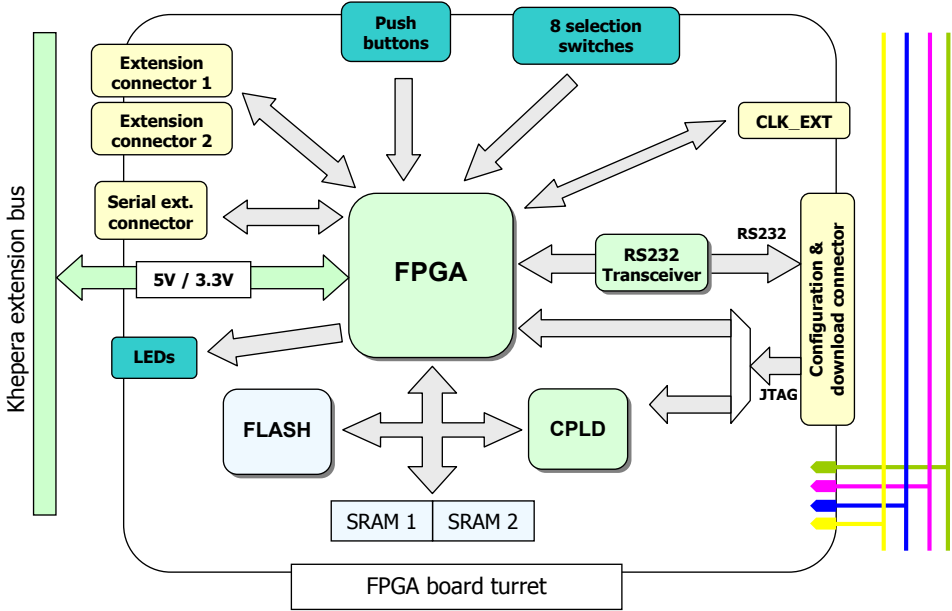 Push
buttons
8 selection
switches
Extension
connector 1
Extension
connector 2
CLK_EXT
Serial ext.
connector
Khepera extension bus
5V / 3.3V
FPGA
RS232
Transceiver
RS232
Configuration &
download connector
LEDs
JTAG
FLASH
CPLD
SRAM 1
SRAM 2
FPGA board turret